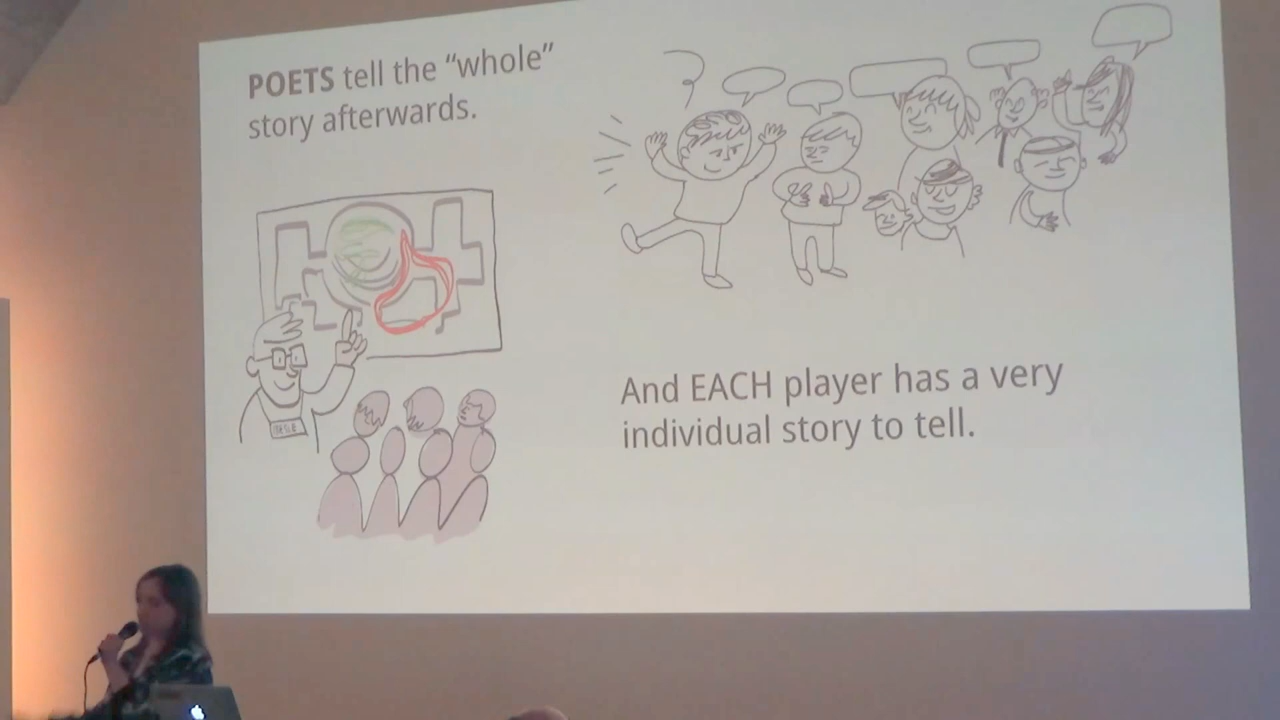 POETS tell the “whole”
story afterwards.
And EACH player has a very
individual story to tell.